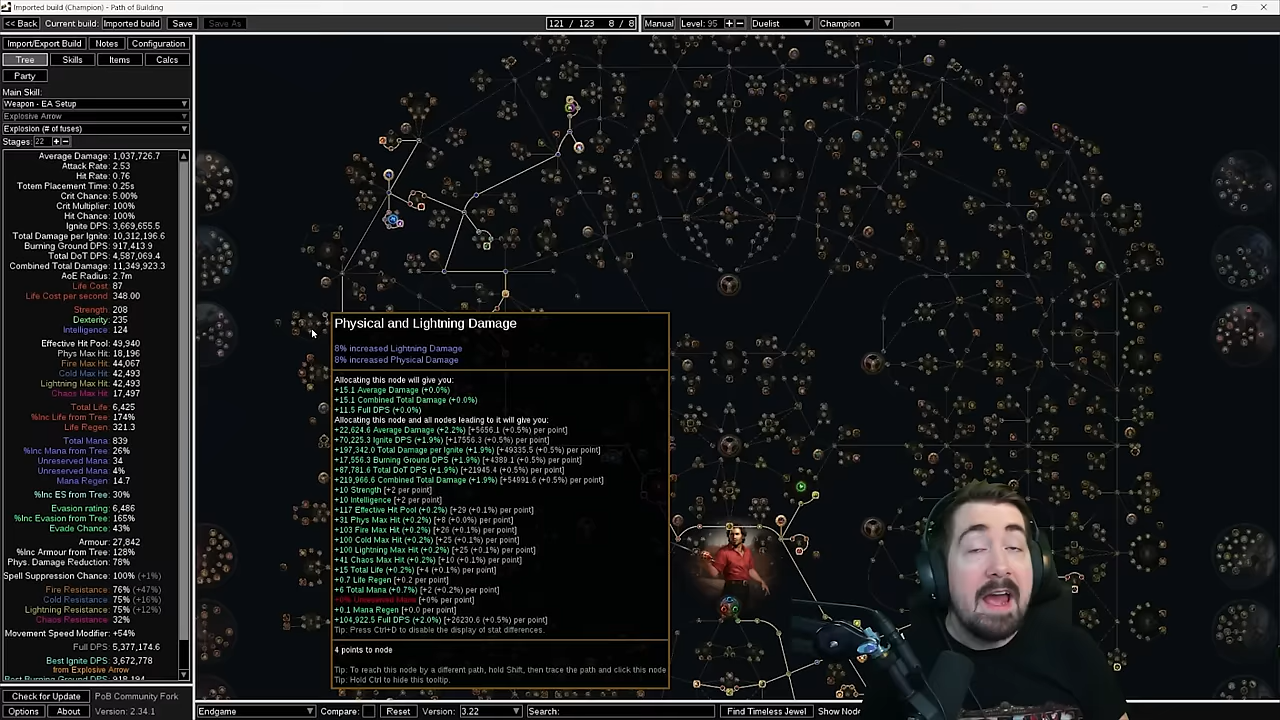 Imported build (Champion) - Path of Building
<< Back
Current build: Imported build
Save
Save As
121 / 123 8 / 8
Manual
Level: 95
+
−
Duelist
Champion
Import/Export Build
Notes
Configuration
Tree
Skills
Items
Calcs
Party
Main Skill:
Weapon - EA Setup
Explosive Arrow
Explosion (# of fuses)
Stages: 22
+
−
Average Damage: 1,037,726.7
Attack Rate: 2.53
Hit Rate: 0.76
Totem Placement Time: 0.25s
Crit Chance: 5.00%
Crit Multiplier: 100%
Hit Chance: 100%
Ignite DPS: 3,669,655.5
Total Damage per Ignite: 10,312,196.6
Burning Ground DPS: 917,413.9
Total DoT DPS: 4,587,069.4
Combined Total Damage: 11,349,923.3
AoE Radius: 2.7m
Life Cost: 87
Life Cost per second: 348.00
Strength: 208
Dexterity: 235
Intelligence: 124
Effective Hit Pool: 49,940
Phys Max Hit: 18,196
Fire Max Hit: 44,067
Cold Max Hit: 42,493
Lightning Max Hit: 42,493
Chaos Max Hit: 17,497
Total Life: 6,425
%Inc Life from Tree: 174%
Life Regen: 321.3
Total Mana: 839
%Inc Mana from Tree: 26%
Unreserved Mana: 34
Unreserved Mana: 4%
Mana Regen: 14.7
%Inc ES from Tree: 30%
Evasion rating: 6,486
%Inc Evasion from Tree: 165%
Evade Chance: 43%
Armour: 27,842
%Inc Armour from Tree: 128%
Phys. Damage Reduction: 78%
Spell Suppression Chance: 100% (+1%)
Fire Resistance: 76% (+47%)
Cold Resistance: 75% (+16%)
Lightning Resistance: 75% (+12%)
Chaos Resistance: 32%
Movement Speed Modifier: +54%
Full DPS: 5,377,174.6
Best Ignite DPS: 3,672,778
from Explosive Arrow
Best Burning Ground DPS: 918,194
Check for Update
PoB Community Fork
Options
About
Version: 2.34.1
Physical and Lightning Damage
8% increased Lightning Damage
8% increased Physical Damage
Allocating this node will give you:
+15.1 Average Damage (+0.0%)
+15.1 Combined Total Damage (+0.0%)
+11.5 Full DPS (+0.0%)
Allocating this node and all nodes leading to it will give you:
+22,624.6 Average Damage (+2.2%) [+5656.1 (+0.5%) per point]
+70,225.3 Ignite DPS (+1.9%) [+17556.3 (+0.5%) per point]
+197,342.0 Total Damage per Ignite (+1.9%) [+49335.5 (+0.5%) per point]
+17,556.3 Burning Ground DPS (+1.9%) [+4389.1 (+0.5%) per point]
+87,781.6 Total DoT DPS (+1.9%) [+21945.4 (+0.5%) per point]
+219,966.6 Combined Total Damage (+1.9%) [+54991.6 (+0.5%) per point]
+10 Strength [+2 per point]
+10 Intelligence [+2 per point]
+117 Effective Hit Pool (+0.2%) [+29 (+0.1%) per point]
+31 Phys Max Hit (+0.2%) [+8 (+0.0%) per point]
+103 Fire Max Hit (+0.2%) [+26 (+0.1%) per point]
+100 Cold Max Hit (+0.2%) [+25 (+0.1%) per point]
+100 Lightning Max Hit (+0.2%) [+25 (+0.1%) per point]
+41 Chaos Max Hit (+0.2%) [+10 (+0.1%) per point]
+15 Total Life (+0.2%) [+4 (+0.1%) per point]
+0.7 Life Regen [+0.2 per point]
+6 Total Mana (+0.7%) [+2 (+0.2%) per point]
+0% Unreserved Mana [+0% per point]
+0.1 Mana Regen [+0.0 per point]
+104,922.5 Full DPS (+2.0%) [+26230.6 (+0.5%) per point]
Tip: Press Ctrl+D to disable the display of stat differences.
4 points to node
Tip: To reach this node by a different path, hold Shift, then trace the path and click this node
Tip: Hold Ctrl to hide this tooltip.
Endgame
Compare:
Reset
Version: 3.22
Search:
Find Timeless Jewel
Show Node